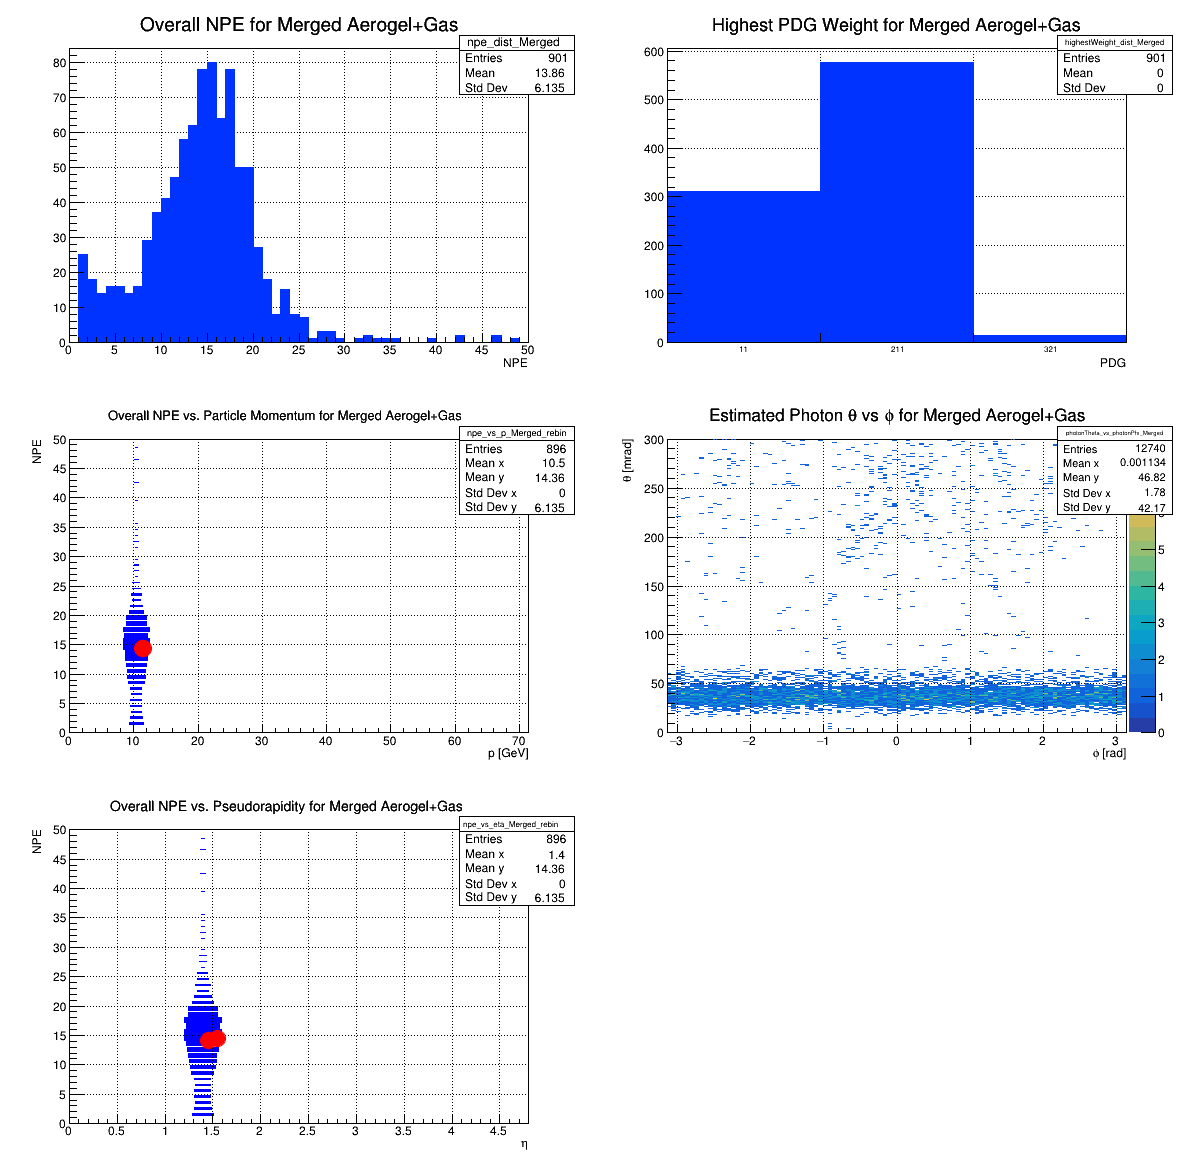 Overall NPE for Merged Aerogel+Gas
npe_dist_Merged
Entries 901
Mean 13.86
Std Dev 6.135
80
70
60
50
40
30
20
10
0
0 5 10 15 20 25 30 35 40 45 50
NPE
Highest PDG Weight for Merged Aerogel+Gas
highestWeight_dist_Merged
Entries 901
Mean 0
Std Dev 0
600
500
400
300
200
100
0
11 211 321
PDG
Overall NPE vs. Particle Momentum for Merged Aerogel+Gas
npe_vs_p_Merged_rebin
Entries 896
Mean x 10.5
Mean y 14.36
Std Dev x 0
Std Dev y 6.135
NPE
50
45
40
35
30
25
20
15
10
5
0
0 10 20 30 40 50 60 70
p [GeV]
Estimated Photon θ vs ϕ for Merged Aerogel+Gas
photonTheta_vs_photonPhi_Merged
Entries 12740
Mean x 0.001134
Mean y 46.82
Std Dev x 1.78
Std Dev y 42.17
θ [mrad]
300
250
200
150
100
50
0
−3 −2 −1 0 1 2 3
ϕ [rad]
5
4
3
2
1
0
Overall NPE vs. Pseudorapidity for Merged Aerogel+Gas
npe_vs_eta_Merged_rebin
Entries 896
Mean x 1.4
Mean y 14.36
Std Dev x 0
Std Dev y 6.135
NPE
50
45
40
35
30
25
20
15
10
5
0
0 0.5 1 1.5 2 2.5 3 3.5 4 4.5
η